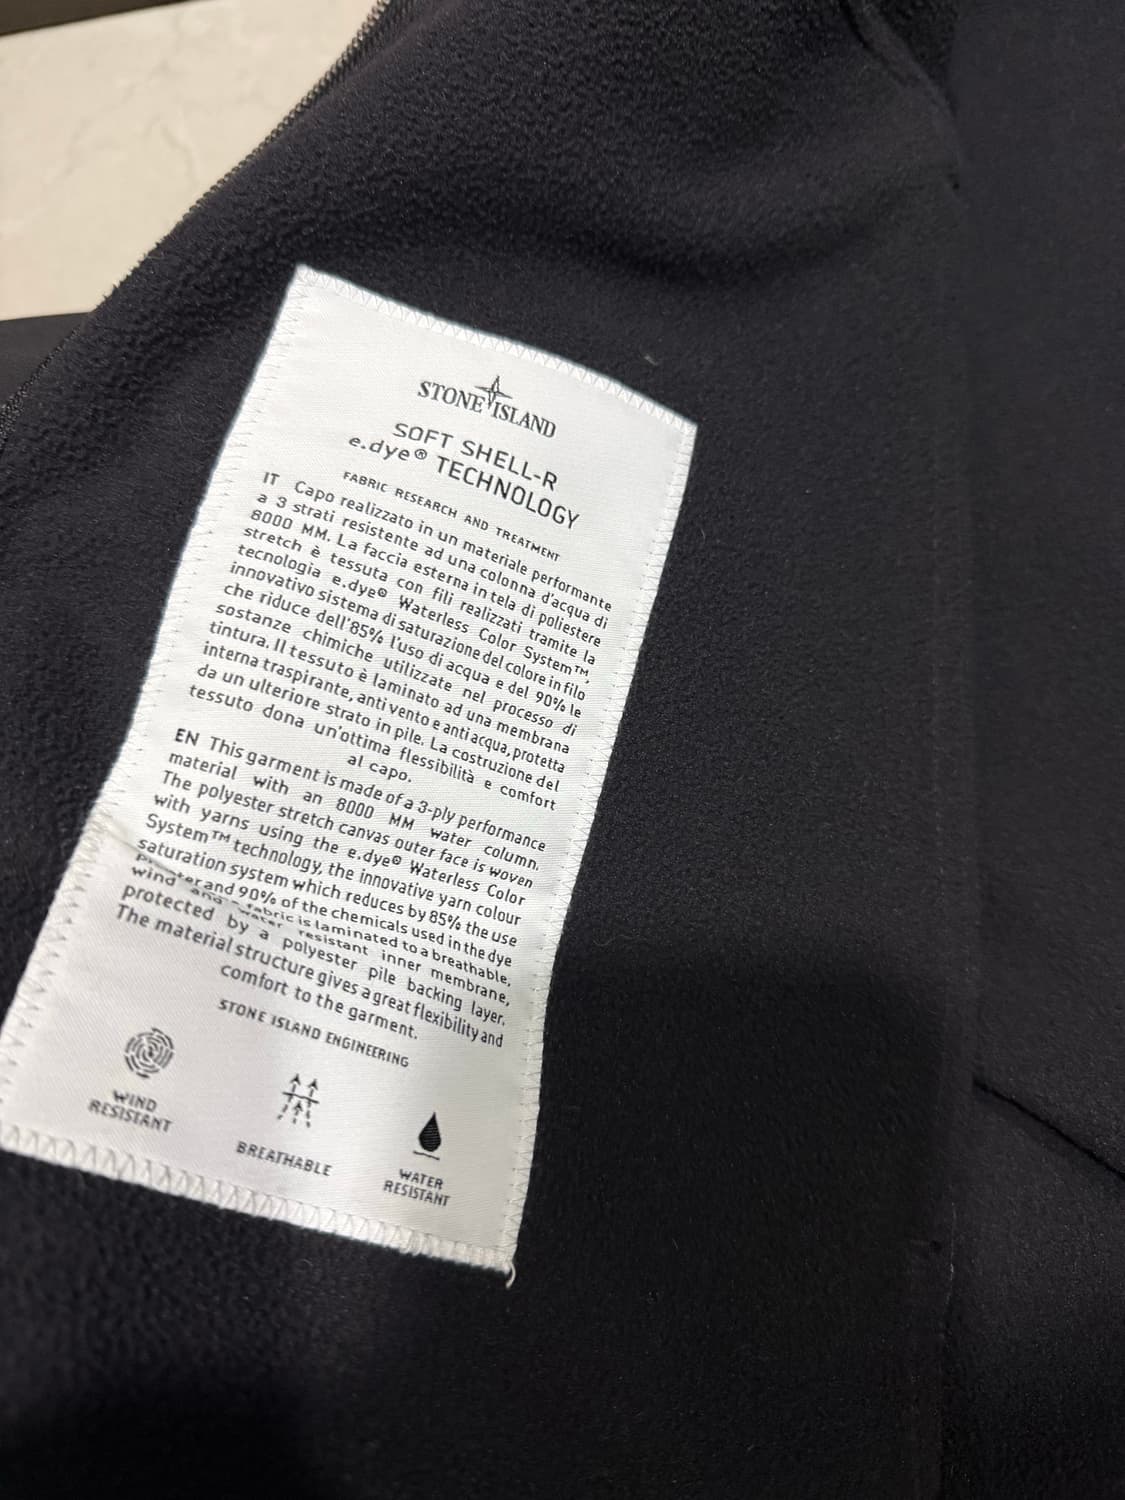 STONE ISLAND
SOFT SHELL-R
e.dye® TECHNOLOGY
FABRIC RESEARCH AND TREATMENT
IT Capo realizzato in un materiale performante
a 3 strati resistente ad una colonna d'acqua di
8000 MM. La faccia esterna in tela di poliestere
stretch è tessuta con fili realizzati tramite la
tecnologia e.dye® Waterless Color System™,
innovativo sistema di saturazione del colore in filo
che riduce dell'85% l'uso di acqua e del 90% le
sostanze chimiche utilizzate nel processo di
tintura. Il tessuto è laminato ad una membrana
interna traspirante, anti vento e anti acqua, protetta
da un ulteriore strato in pile. La costruzione del
tessuto dona un'ottima flessibilità e comfort
al capo.
EN This garment is made of a 3-ply performance
material with an 8000 MM water column.
The polyester stretch canvas outer face is woven
with yarns using the e.dye® Waterless Color
System™ technology, the innovative yarn colour
saturation system which reduces by 85% the use
and 90% of the chemicals used in the dye
fabric is laminated to a breathable,
wind and water resistant inner membrane,
protected by a polyester pile backing layer.
The material structure gives a great flexibility and
comfort to the garment.
STONE ISLAND ENGINEERING
WIND
RESISTANT
BREATHABLE
WATER
RESISTANT